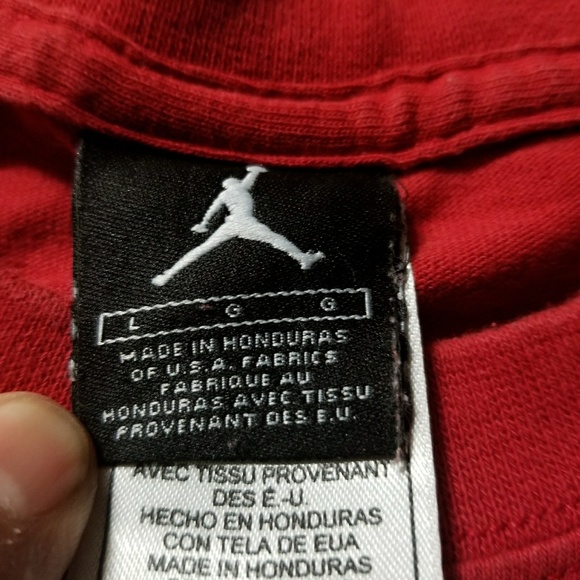 L G G
MADE IN HONDURAS
OF U.S.A. FABRICS
FABRIQUE AU
HONDURAS AVEC TISSU
PROVENANT DES E.U.
AVEC TISSU PROVENANT
DES É.-U.
HECHO EN HONDURAS
CON TELA DE EUA
MADE IN HONDURAS